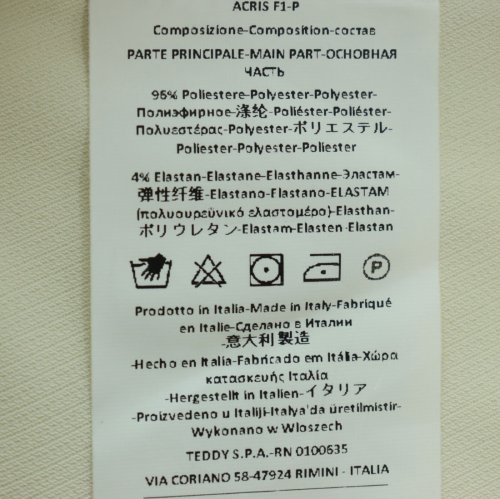 ACRIS F1-P
Composizione-Composition-состав
PARTE PRINCIPALE-MAIN PART-ОСНОВНАЯ
ЧАСТЬ
96% Poliestere-Polyester-Polyester-
Полиэфирное-涤纶-Poliéster-Poliéster-
Πολυεστέρας-Polyester-ポリエステル-
Poliester-Polyester-Poliester
4% Elastan-Elastane-Elasthanne-Эластам-
弹性纤维-Elastano-Elastano-ELASTAM
(πολυουρεϋνικό ελαστομέρο)-Elasthan-
ポリウレタン-Elastam-Elasten-Elastan
P
Prodotto in Italia-Made in Italy-Fabriqué
en Italie-Сделано в Италии
-意大利製造
-Hecho en Italia-Fabricado em Itália-Χώρα
κατασκευής Ιταλία
-Hergestellt in Italien-イタリア
-Proizvedeno u Italiji-Italya'da üretilmistir-
Wykonano w Wloszech
TEDDY S.P.A.-RN 0100635
VIA CORIANO 58-47924 RIMINI - ITALIA